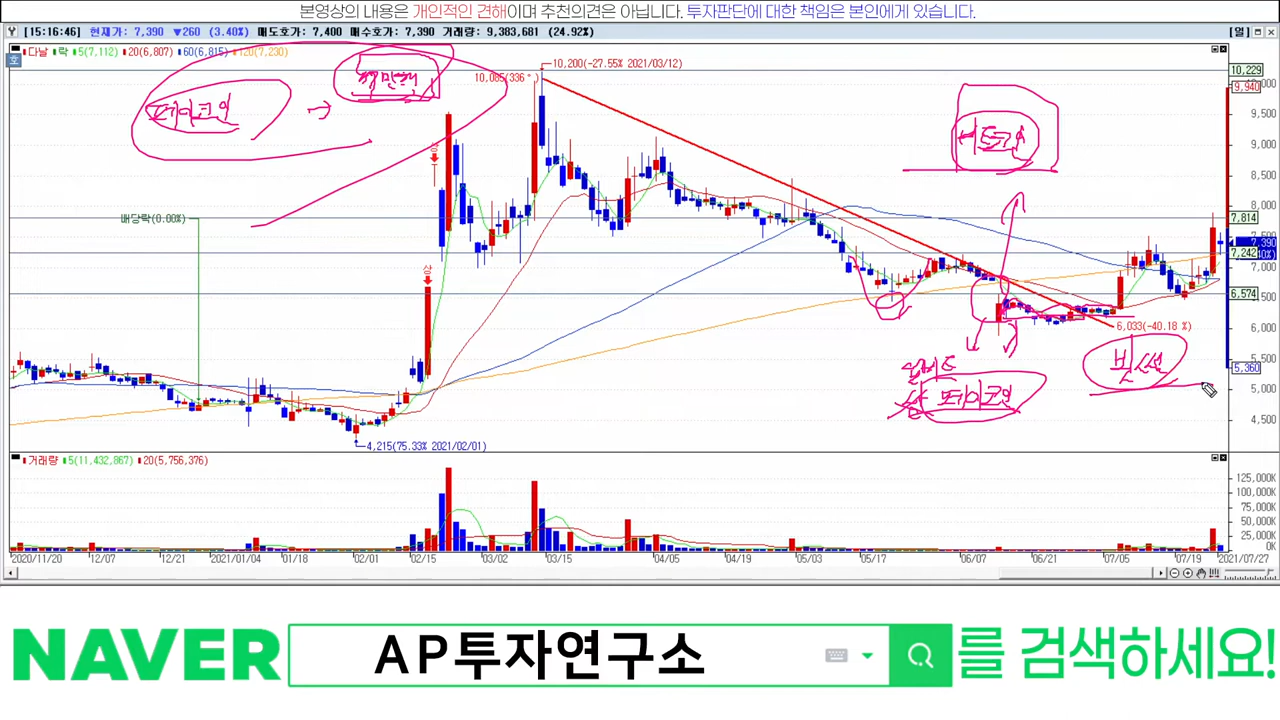 본영상의 내용은 개인적인 견해이며 추천의견은 아닙니다. 투자판단에 대한 책임은 본인에게 있습니다.
[15:16:46] 현재가: 7,390 ▼260 (3.40%) 매도호가: 7,400 매수호가: 7,390 거래량: 9,383,681 (24.92%) [일]
다날 락 5(7,112) 20(6,807) 60(6,815) 120(7,230)
10,200(-27.55% 2021/03/12)
10,229
10,000
9,940
9,500
9,000
8,500
8,000
7,814
7,500
7,390
7,242
7,000
6,574
6,500
6,000
5,500
5,360
5,000
4,500
페이코인
비트코인
배당락(0.00%)
상
상
6,033(-40.18 %)
빗썸
페이코인
4,215(75.33% 2021/02/01)
거래량 5(11,432,867) 20(5,756,376)
125,000K
100,000K
75,000K
50,000K
25,000K
0K
2020/11/20 12/07 12/21 2021/01/04 01/18 02/01 02/15 03/02 03/15 04/05 04/19 05/03 05/17 06/07 06/21 07/05 07/19 2021/07/27
NAVER AP투자연구소 를 검색하세요!